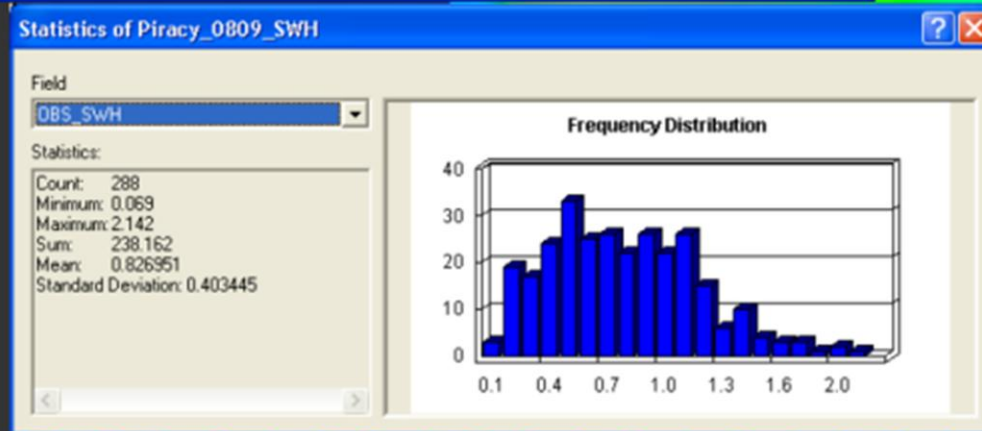 Statistics of Piracy_0809_SWH
Field
OBS_SWH
Statistics:
Count: 288
Minimum: 0.069
Maximum: 2.142
Sum: 238.162
Mean: 0.826951
Standard Deviation: 0.403445
Frequency Distribution
40
30
20
10
0
0.1 0.4 0.7 1.0 1.3 1.6 2.0